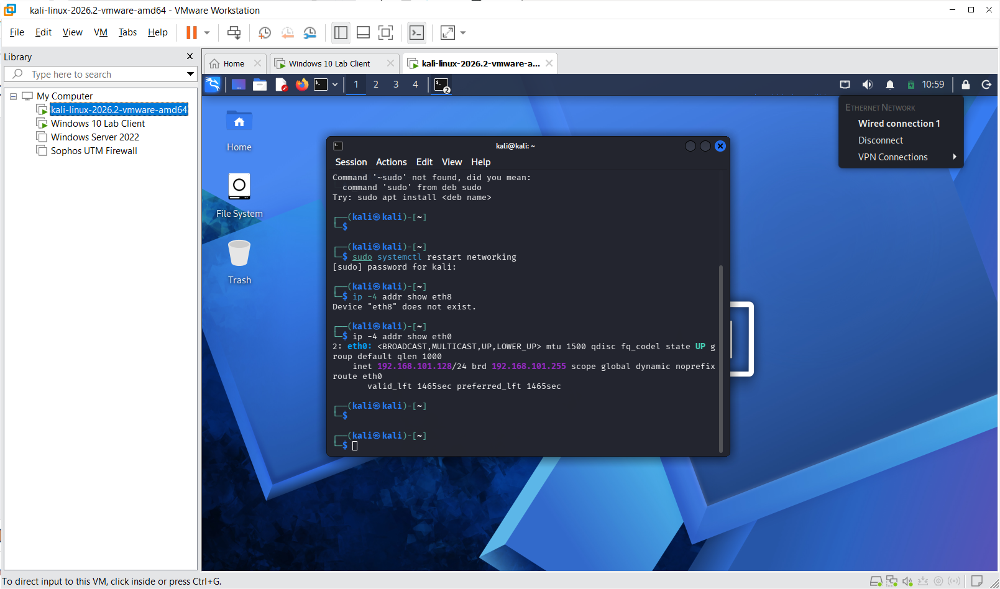 kali-linux-2026.2-vmware-amd64 - VMware Workstation
File Edit View VM Tabs Help
Library
Type here to search
My Computer
kali-linux-2026.2-vmware-amd64
Windows 10 Lab Client
Windows Server 2022
Sophos UTM Firewall
Home
Windows 10 Lab Client
kali-linux-2026.2-vmware-a...
1 2 3 4
2
10:59
Ethernet Network
Wired connection 1
Disconnect
VPN Connections
Home
File System
Trash
kali@kali: ~
Session Actions Edit View Help
Command '~sudo' not found, did you mean:
command 'sudo' from deb sudo
Try: sudo apt install <deb name>
┌──(kali㉿kali)-[~]
└─$
┌──(kali㉿kali)-[~]
└─$ sudo systemctl restart networking
[sudo] password for kali:
┌──(kali㉿kali)-[~]
└─$ ip -4 addr show eth8
Device "eth8" does not exist.
┌──(kali㉿kali)-[~]
└─$ ip -4 addr show eth0
2: eth0: <BROADCAST,MULTICAST,UP,LOWER_UP> mtu 1500 qdisc fq_codel state UP g
roup default qlen 1000
inet 192.168.101.128/24 brd 192.168.101.255 scope global dynamic noprefix
route eth0
valid_lft 1465sec preferred_lft 1465sec
┌──(kali㉿kali)-[~]
└─$
┌──(kali㉿kali)-[~]
└─$
To direct input to this VM, click inside or press Ctrl+G.